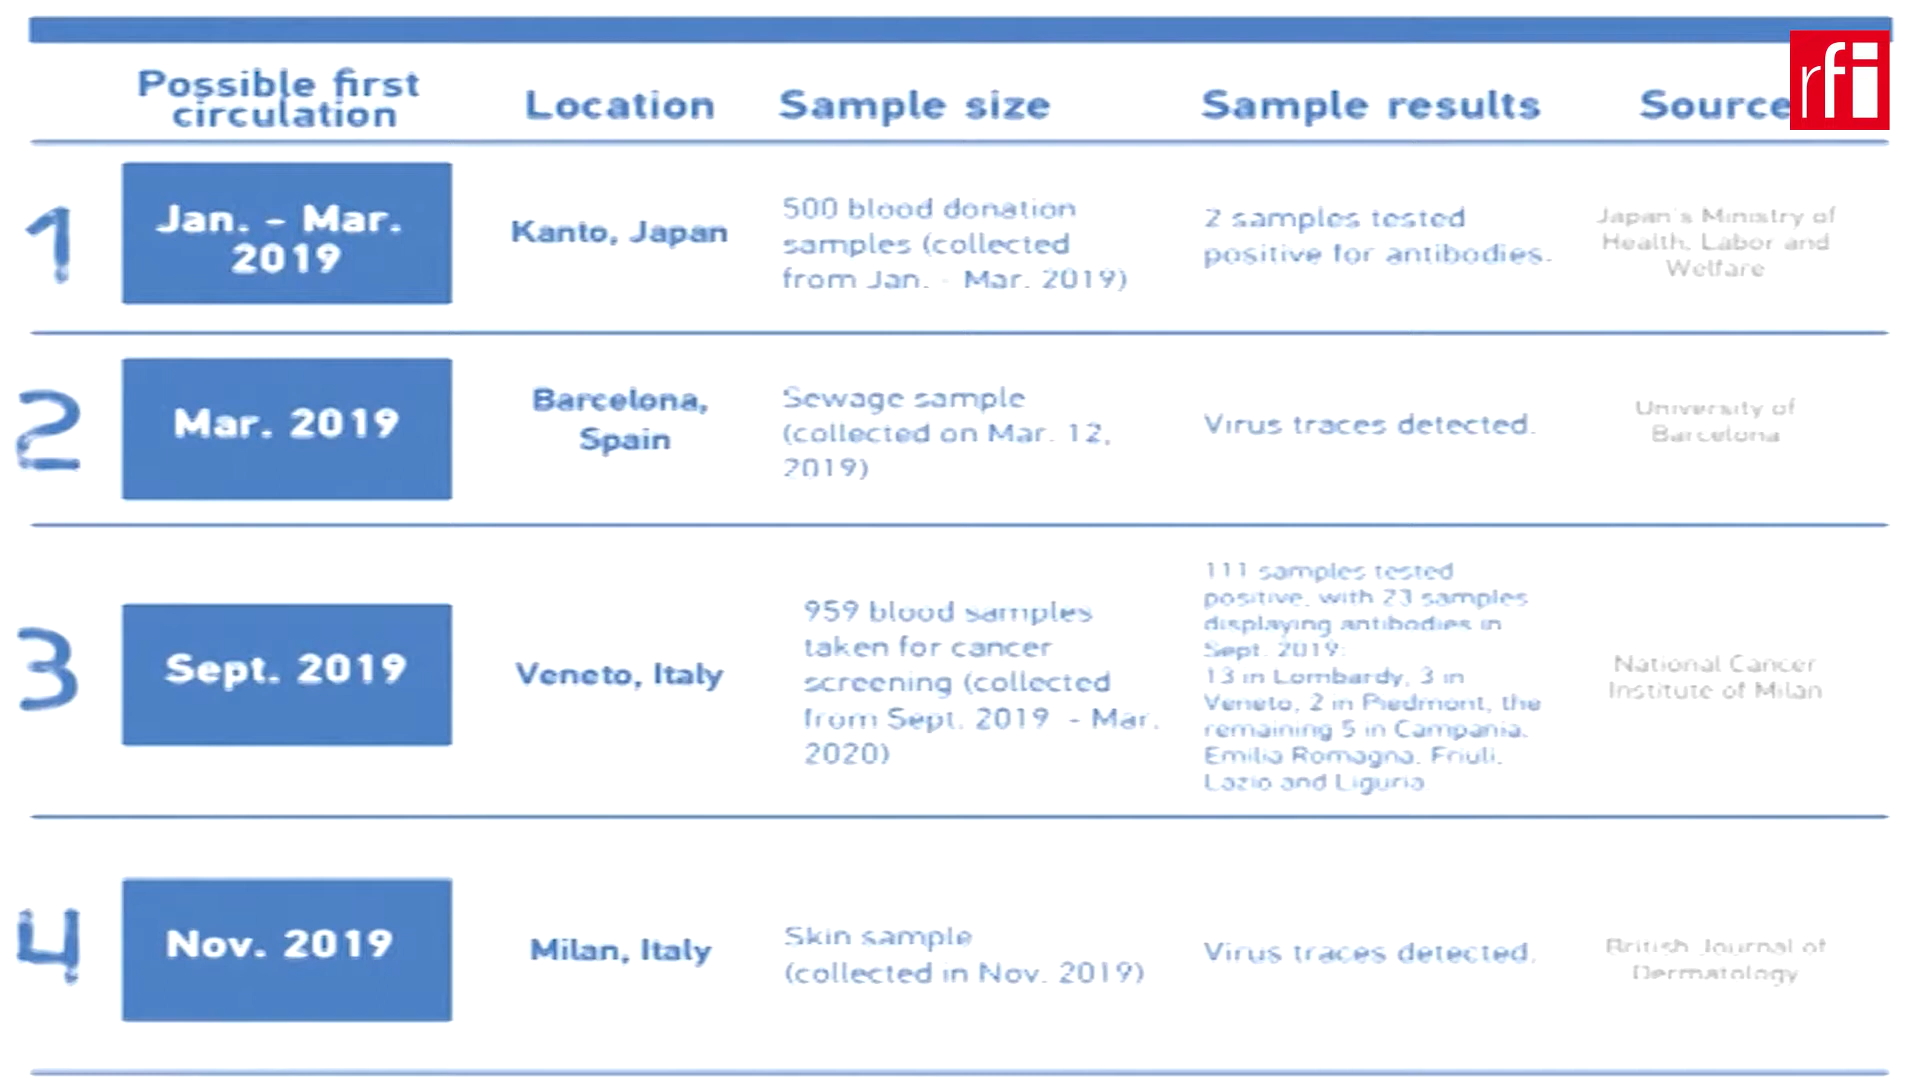 Possible first
circulation
Location
Sample size
Sample results
Source
rfi
1
Jan. - Mar.
2019
Kanto, Japan
500 blood donation
samples (collected
from Jan. - Mar. 2019)
2 samples tested
positive for antibodies.
Japan's Ministry of
Health, Labor and
Welfare
2
Mar. 2019
Barcelona,
Spain
Sewage sample
(collected on Mar. 12,
2019)
Virus traces detected.
University of
Barcelona
3
Sept. 2019
Veneto, Italy
959 blood samples
taken for cancer
screening (collected
from Sept. 2019 - Mar.
2020)
111 samples tested
positive, with 23 samples
displaying antibodies in
Sept. 2019:
13 in Lombardy, 3 in
Veneto, 2 in Piedmont, the
remaining 5 in Campania,
Emilia Romagna, Friuli,
Lazio and Liguria.
National Cancer
Institute of Milan
4
Nov. 2019
Milan, Italy
Skin sample
(collected in Nov. 2019)
Virus traces detected.
British Journal of
Dermatology